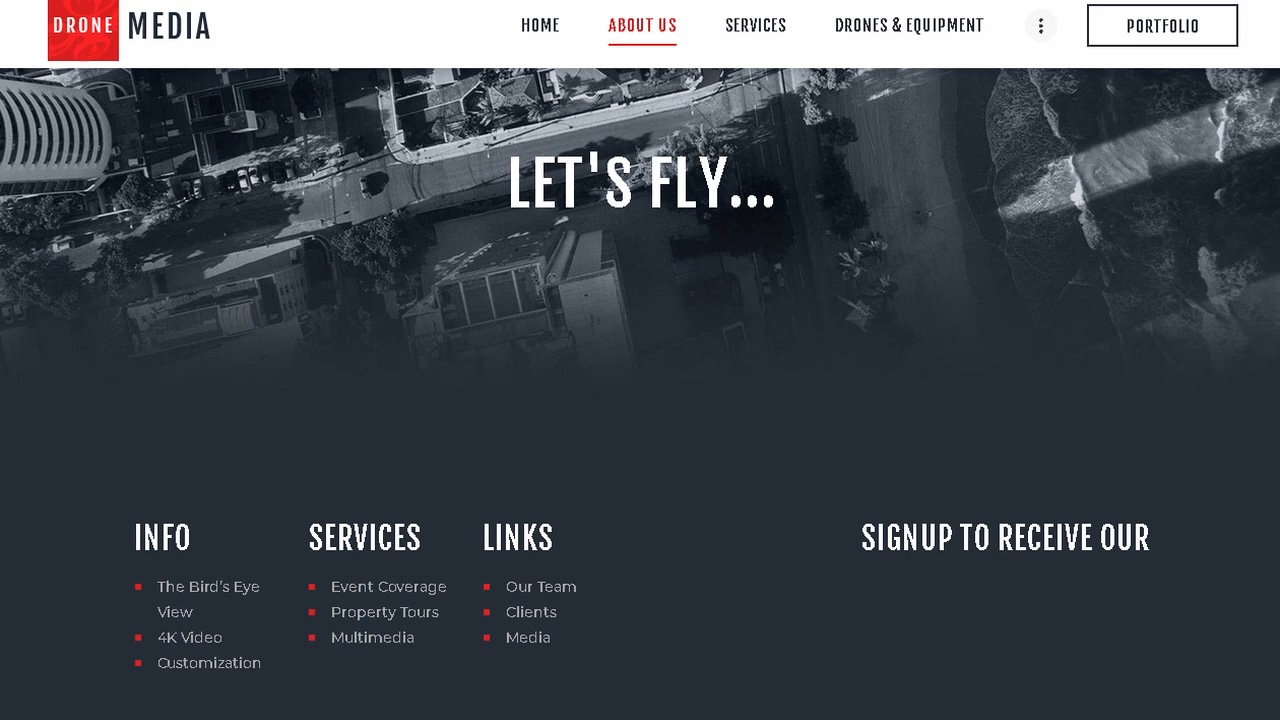 DRONE MEDIA
HOME
ABOUT US
SERVICES
DRONES & EQUIPMENT
PORTFOLIO
LET'S FLY...
INFO
The Bird's Eye
View
4K Video
Customization
SERVICES
Event Coverage
Property Tours
Multimedia
LINKS
Our Team
Clients
Media
SIGNUP TO RECEIVE OUR